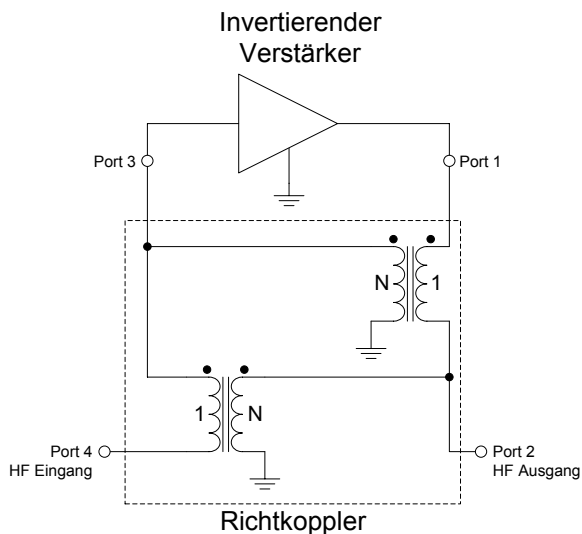 Invertierender
Verstärker
Port 3
Port 1
N
1
1
N
Port 4
HF Eingang
Port 2
HF Ausgang
Richtkoppler